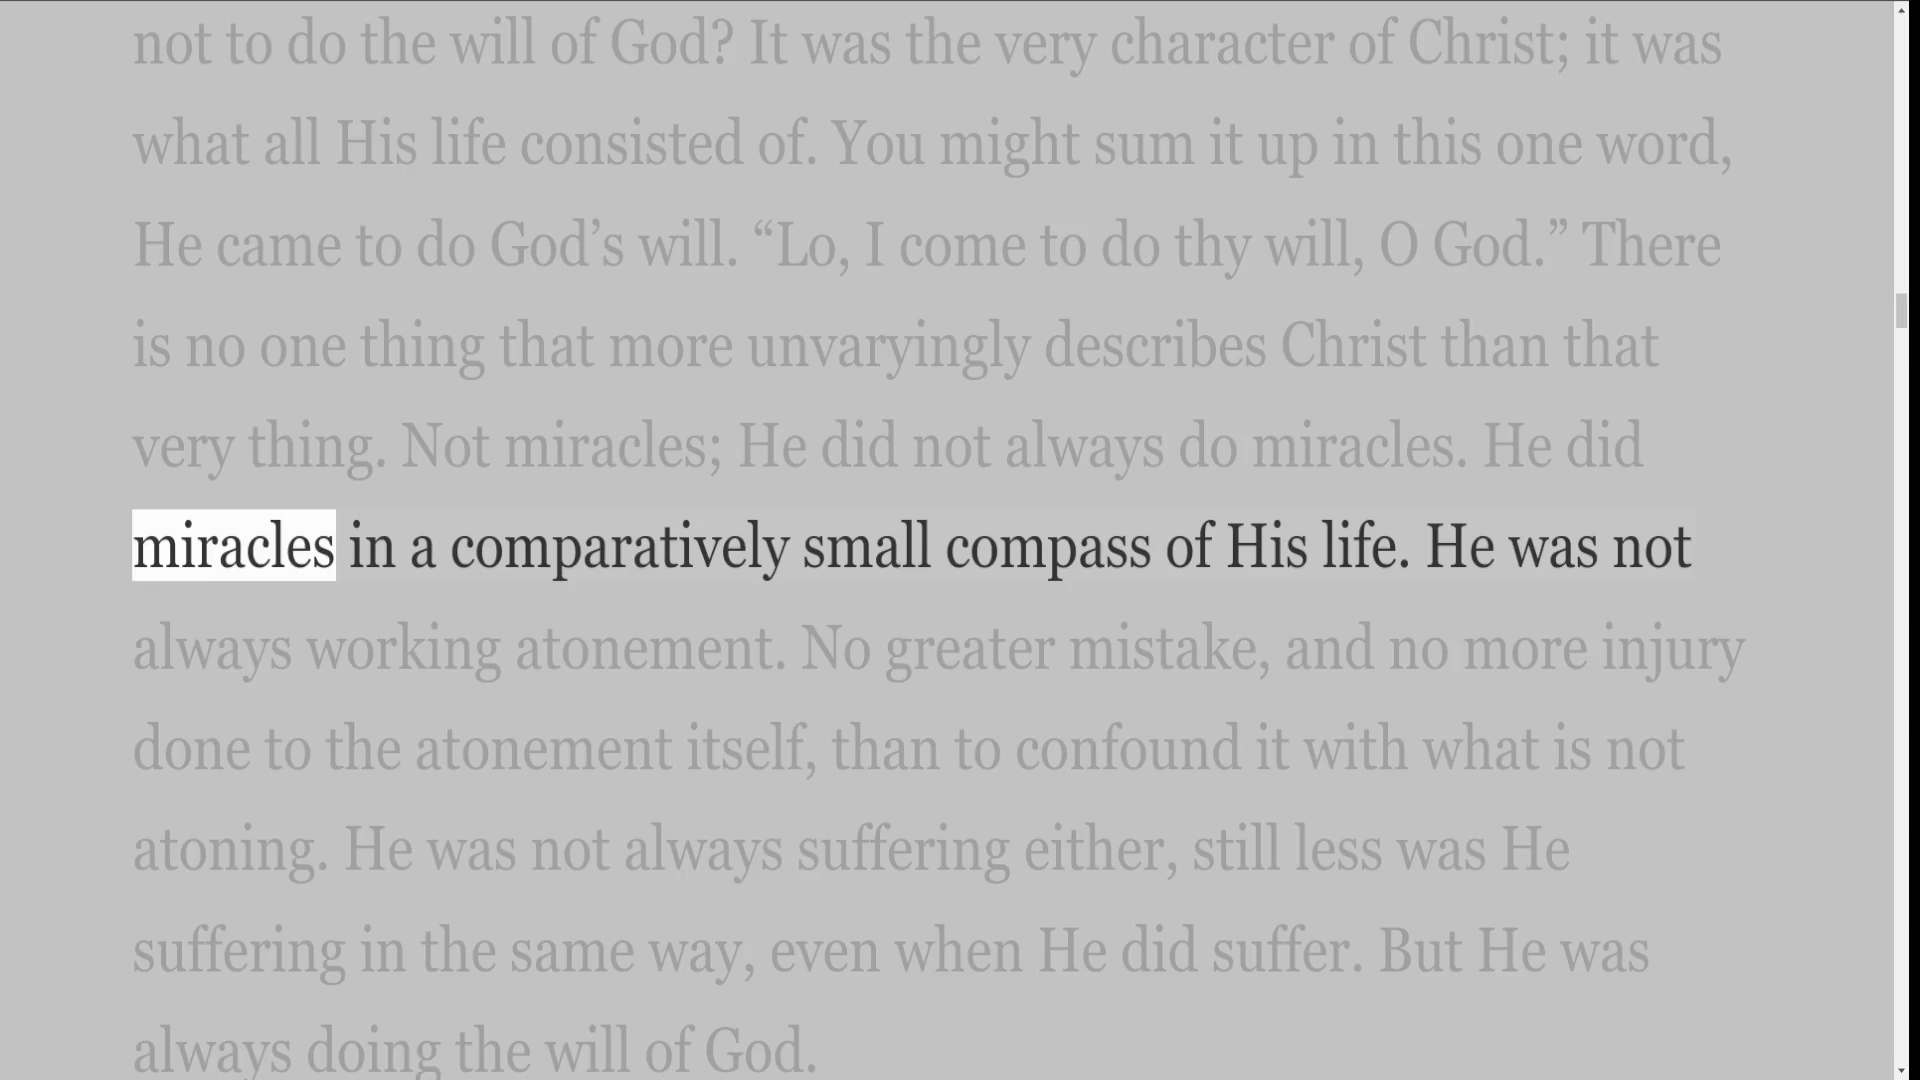 not to do the will of God? It was the very character of Christ; it was
what all His life consisted of. You might sum it up in this one word,
He came to do God’s will. “Lo, I come to do thy will, O God.” There
is no one thing that more unvaryingly describes Christ than that
very thing. Not miracles; He did not always do miracles. He did
miracles in a comparatively small compass of His life. He was not
always working atonement. No greater mistake, and no more injury
done to the atonement itself, than to confound it with what is not
atoning. He was not always suffering either, still less was He
suffering in the same way, even when He did suffer. But He was
always doing the will of God.